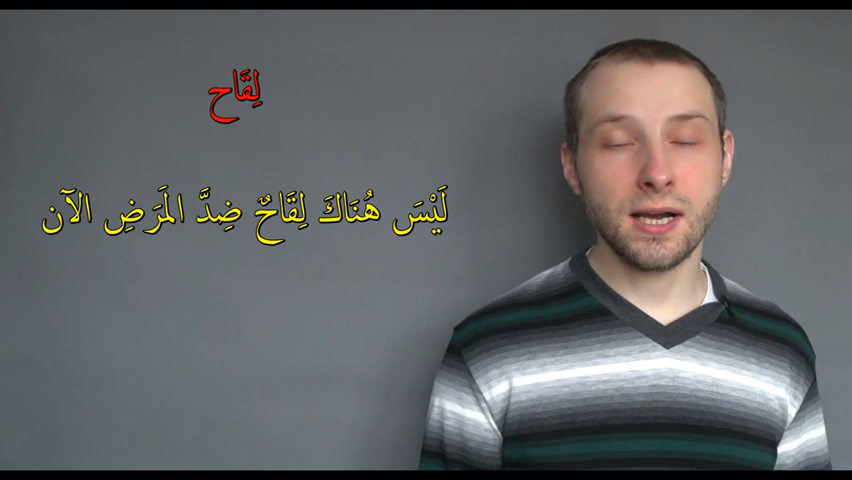 لِقَاح
لَيْسَ هُنَاكَ لِقَاحٌ ضِدَّ المَرَضِ الآن